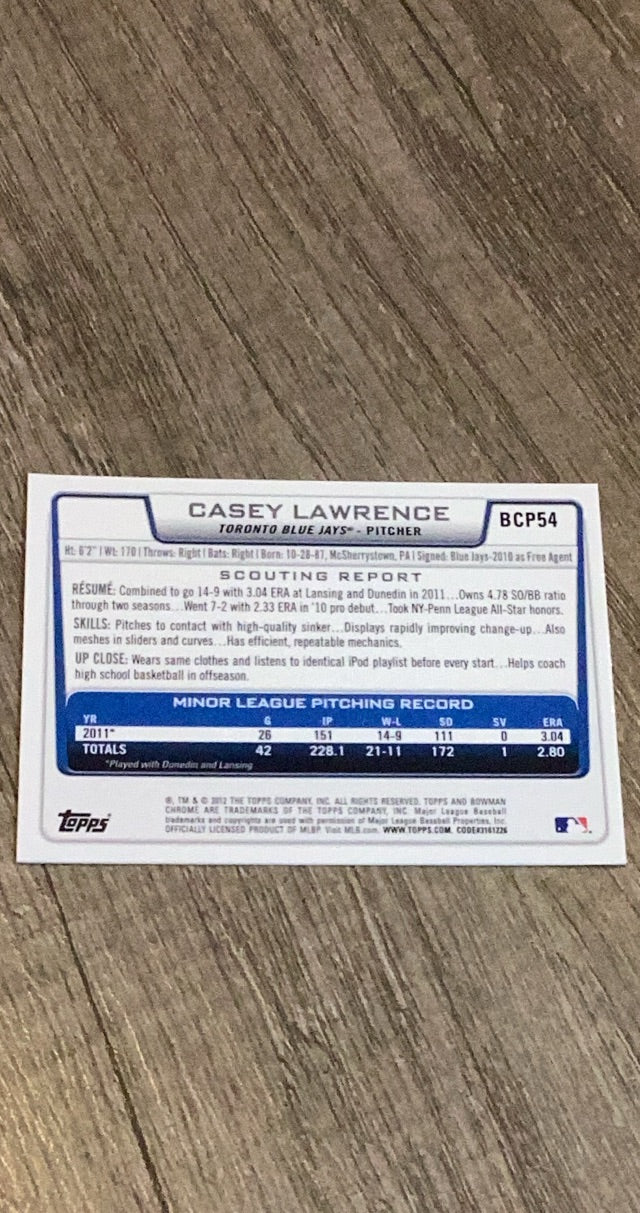 CASEY LAWRENCE
TORONTO BLUE JAYS® - PITCHER
BCP54
Ht: 6'2" | Wt: 170 | Throws: Right | Bats: Right | Born: 10-28-87, McSherrystown, PA | Signed: Blue Jays-2010 as Free Agent
SCOUTING REPORT
RÉSUMÉ: Combined to go 14-9 with 3.04 ERA at Lansing and Dunedin in 2011...Owns 4.78 SO/BB ratio
through two seasons...Went 7-2 with 2.33 ERA in '10 pro debut...Took NY-Penn League All-Star honors.
SKILLS: Pitches to contact with high-quality sinker...Displays rapidly improving change-up...Also
meshes in sliders and curves...Has efficient, repeatable mechanics.
UP CLOSE: Wears same clothes and listens to identical iPod playlist before every start...Helps coach
high school basketball in offseason.
MINOR LEAGUE PITCHING RECORD
YR G IP W-L SO SV ERA
2011* 26 151 14-9 111 0 3.04
TOTALS 42 228.1 21-11 172 1 2.80
*Played with Dunedin and Lansing
®, TM & © 2012 THE TOPPS COMPANY, INC. ALL RIGHTS RESERVED. TOPPS AND BOWMAN
CHROME ARE TRADEMARKS OF THE TOPPS COMPANY, INC. Major League Baseball
trademarks and copyrights are used with permission of Major League Baseball Properties, Inc.
OFFICIALLY LICENSED PRODUCT OF MLBP Visit MLB.com. WWW.TOPPS.COM. CODE#3161226
Topps